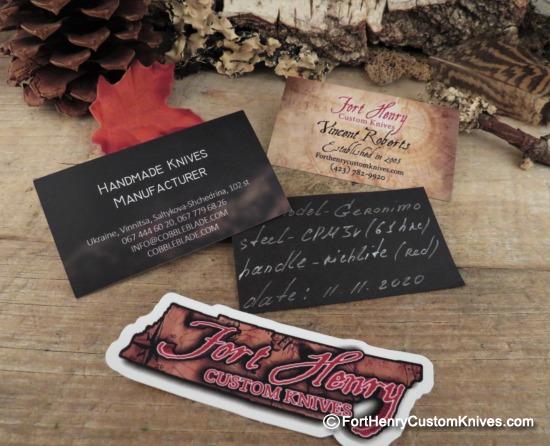 HANDMADE KNIVES
MANUFACTURER
Ukraine, Vinnitsa, Saltykova-Shchedrina, 102 st
067 444 60 20, 067 779 68 26
INFO@COBBLEBLADE.COM
COBBLEBLADE.COM
Fort Henry
Custom Knives
Vincent Roberts
Established in 2005
Forthenrycustomknives.com
(423) 782-9920
model-Geronimo
steel-CPM3v(61hrc)
handle-richlite(red)
date: 11.11.2020
Fort Henry
CUSTOM KNIVES
©FortHenryCustomKnives.com